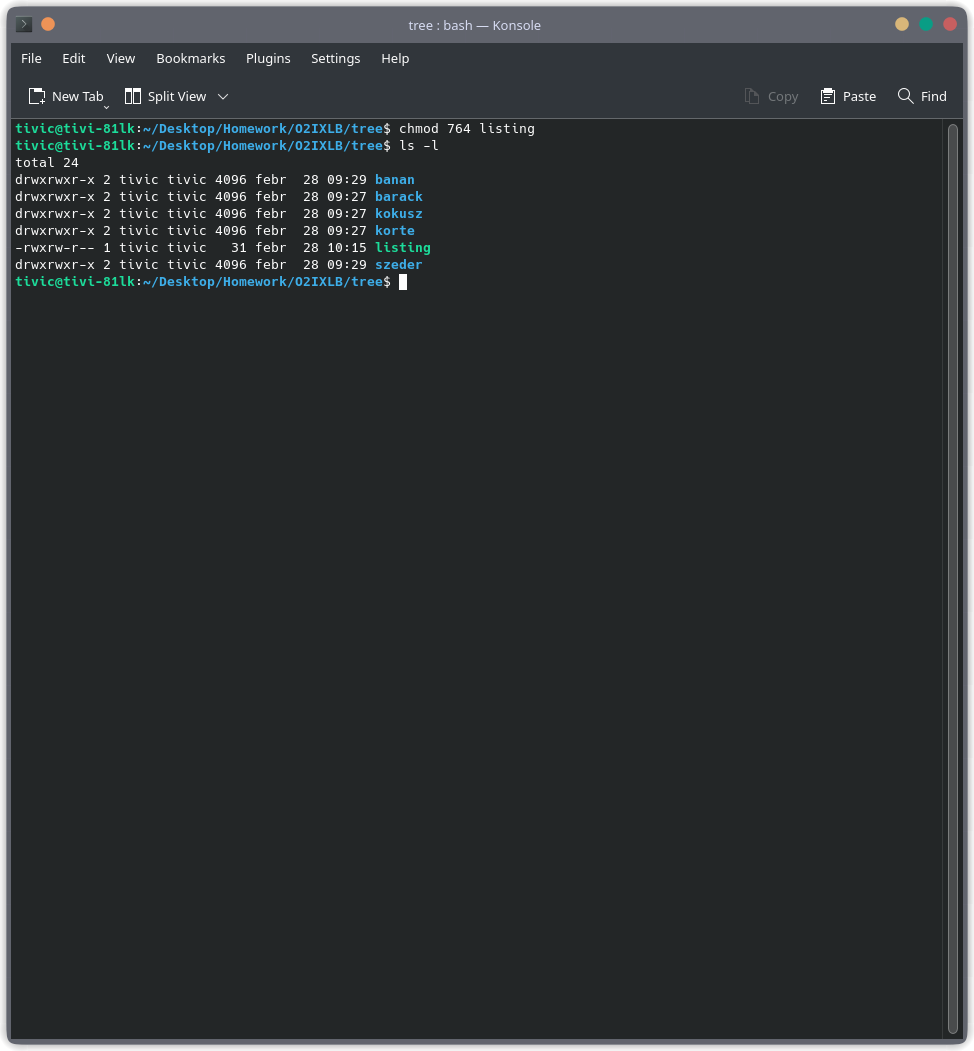 tree : bash — Konsole
File Edit View Bookmarks Plugins Settings Help
New Tab Split View Copy Paste Find
tivic@tivi-81lk:~/Desktop/Homework/O2IXLB/tree$ chmod 764 listing
tivic@tivi-81lk:~/Desktop/Homework/O2IXLB/tree$ ls -l
total 24
drwxrwxr-x 2 tivic tivic 4096 febr  28 09:29 banan
drwxrwxr-x 2 tivic tivic 4096 febr  28 09:27 barack
drwxrwxr-x 2 tivic tivic 4096 febr  28 09:27 kokusz
drwxrwxr-x 2 tivic tivic 4096 febr  28 09:27 korte
-rwxrw-r-- 1 tivic tivic   31 febr  28 10:15 listing
drwxrwxr-x 2 tivic tivic 4096 febr  28 09:29 szeder
tivic@tivi-81lk:~/Desktop/Homework/O2IXLB/tree$